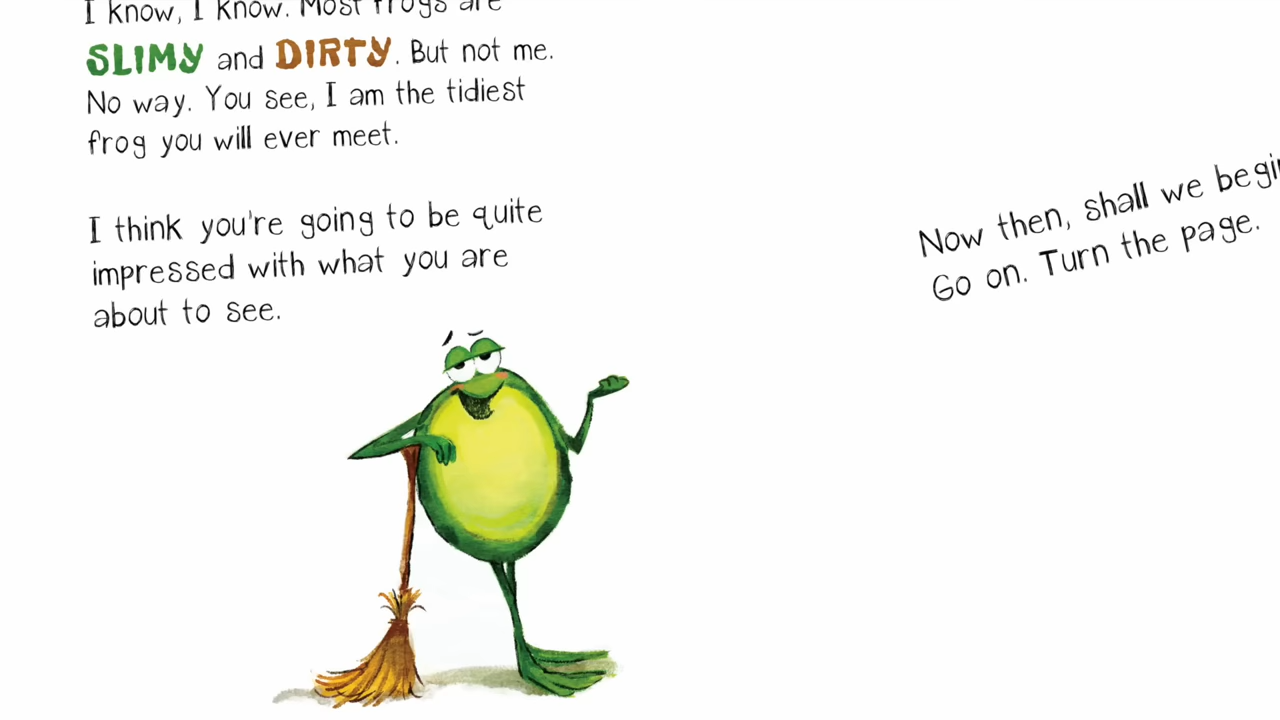 I know, I know. Most frogs are
SLIMY and DIRTY. But not me.
No way. You see, I am the tidiest
frog you will ever meet.
I think you're going to be quite
impressed with what you are
about to see.
Now then, shall we
Go on. Turn the page.